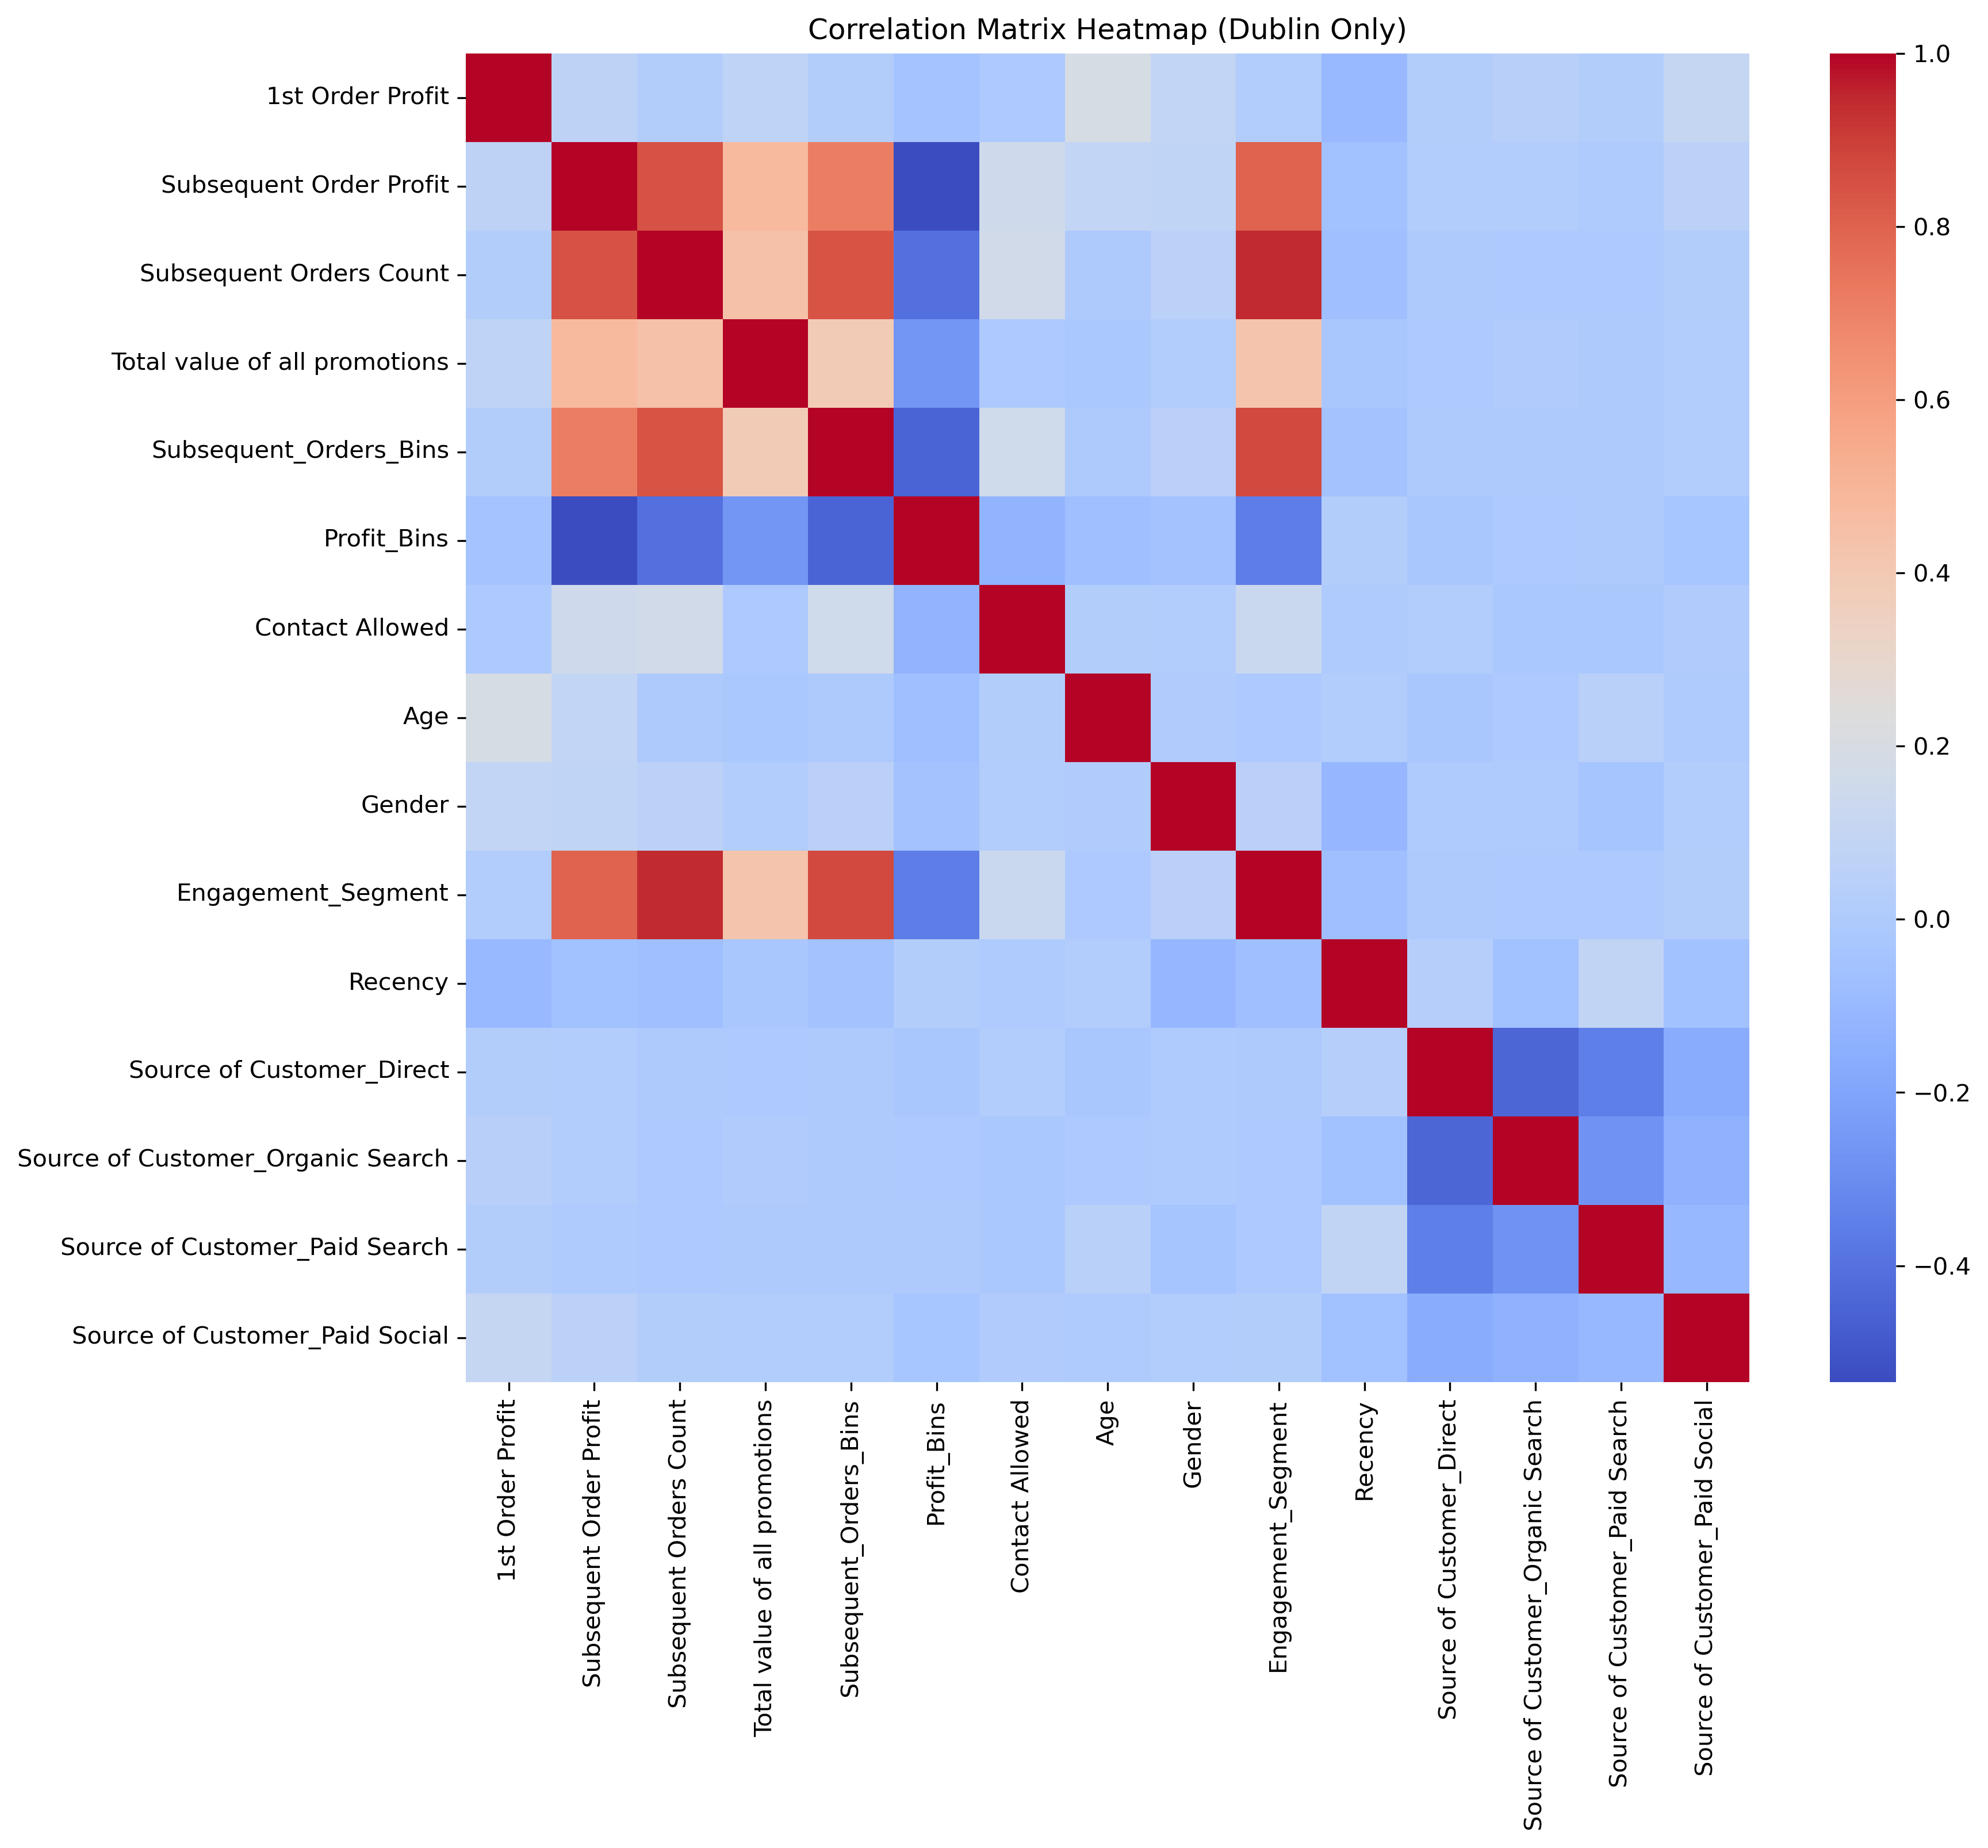 Correlation Matrix Heatmap (Dublin Only)
1st Order Profit
Subsequent Order Profit
Subsequent Orders Count
Total value of all promotions
Subsequent_Orders_Bins
Profit_Bins
Contact Allowed
Age
Gender
Engagement_Segment
Recency
Source of Customer_Direct
Source of Customer_Organic Search
Source of Customer_Paid Search
Source of Customer_Paid Social
1st Order Profit
Subsequent Order Profit
Subsequent Orders Count
Total value of all promotions
Subsequent_Orders_Bins
Profit_Bins
Contact Allowed
Age
Gender
Engagement_Segment
Recency
Source of Customer_Direct
Source of Customer_Organic Search
Source of Customer_Paid Search
Source of Customer_Paid Social
1.0
0.8
0.6
0.4
0.2
0.0
−0.2
−0.4